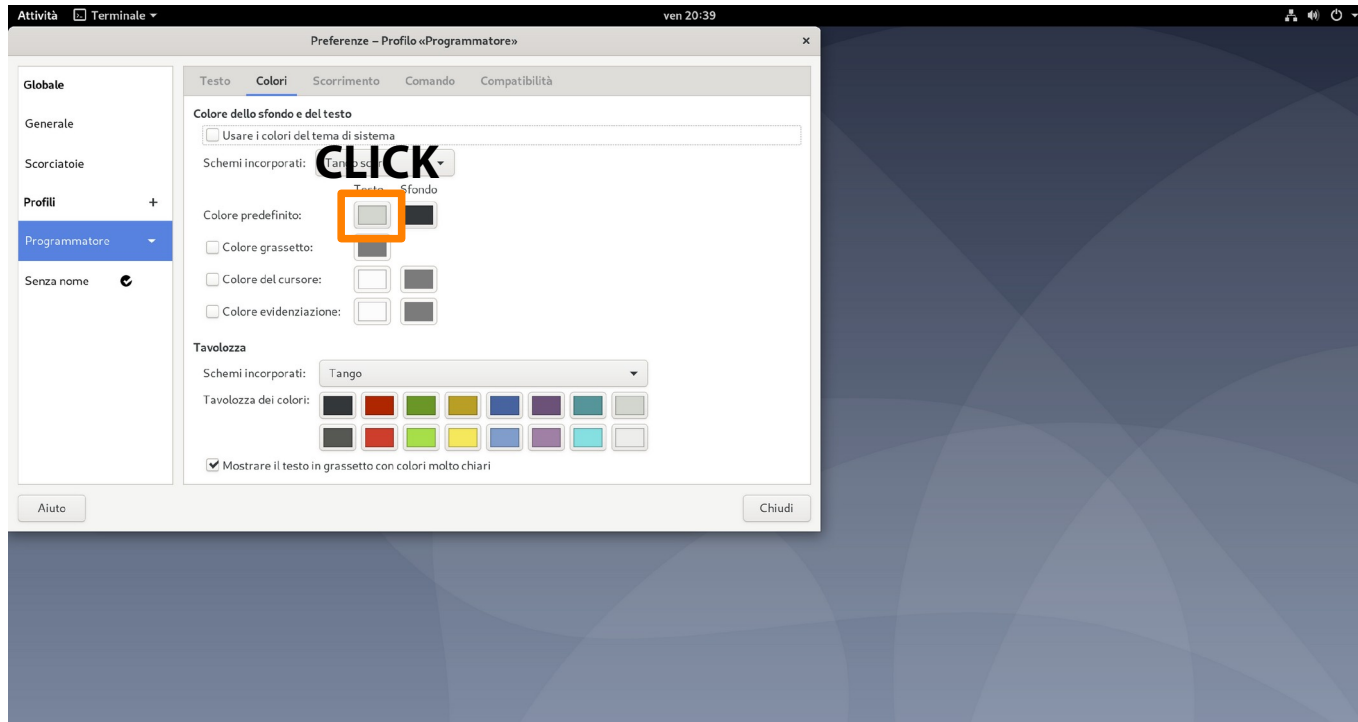 Attività Terminale ven 20:39
Preferenze – Profilo «Programmatore»
Globale
Generale
Scorciatoie
Profili +
Programmatore
Senza nome
Testo Colori Scorrimento Comando Compatibilità
Colore dello sfondo e del testo
Usare i colori del tema di sistema
Schemi incorporati: Tango
CLICK
Testo Sfondo
Colore predefinito:
Colore grassetto:
Colore del cursore:
Colore evidenziazione:
Tavolozza
Schemi incorporati: Tango
Tavolozza dei colori:
Mostrare il testo in grassetto con colori molto chiari
Aiuto Chiudi